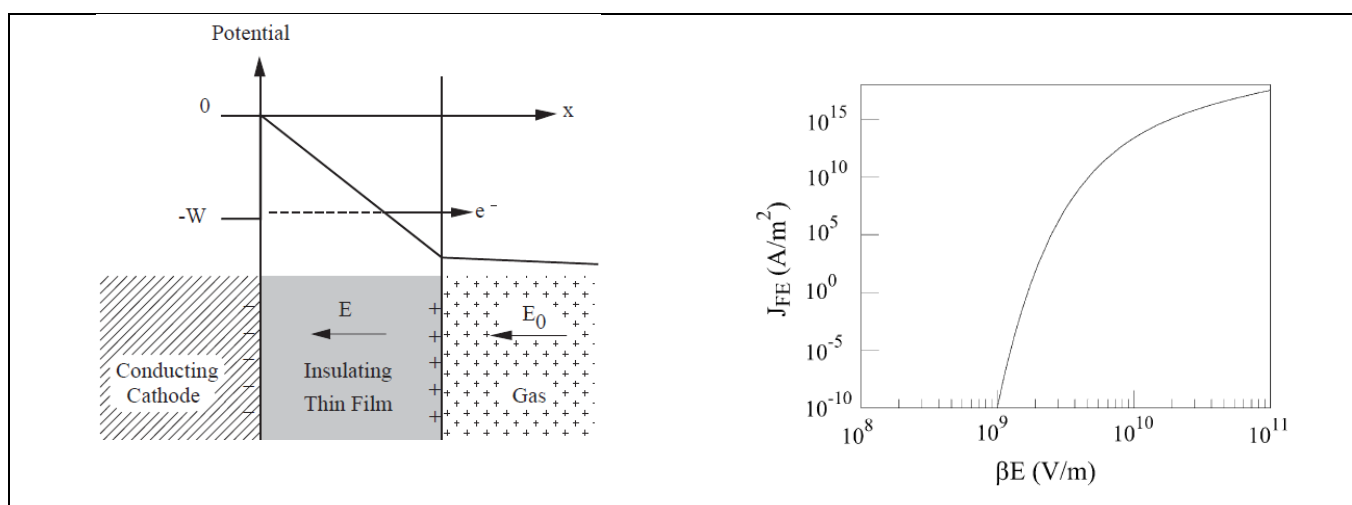 Potential
0
x
-W
e⁻
E
E₀
Conducting
Cathode
Insulating
Thin Film
Gas
J_FE (A/m²)
10¹⁵
10¹⁰
10⁵
10⁰
10⁻⁵
10⁻¹⁰
10⁸
10⁹
10¹⁰
10¹¹
βE (V/m)